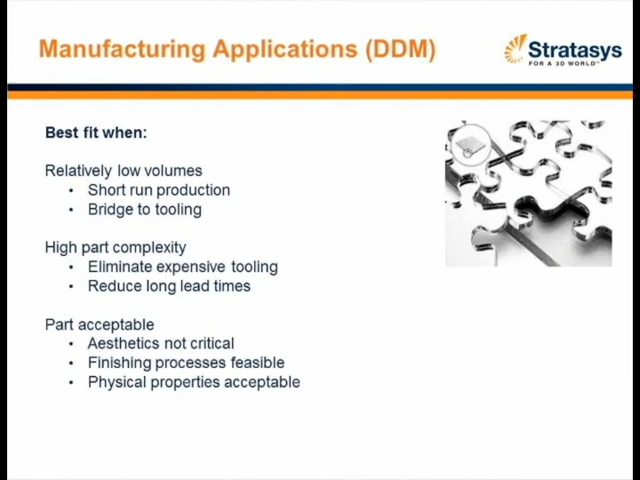 Manufacturing Applications (DDM)
Stratasys
FOR A 3D WORLD™
Best fit when:
Relatively low volumes
• Short run production
• Bridge to tooling
High part complexity
• Eliminate expensive tooling
• Reduce long lead times
Part acceptable
• Aesthetics not critical
• Finishing processes feasible
• Physical properties acceptable